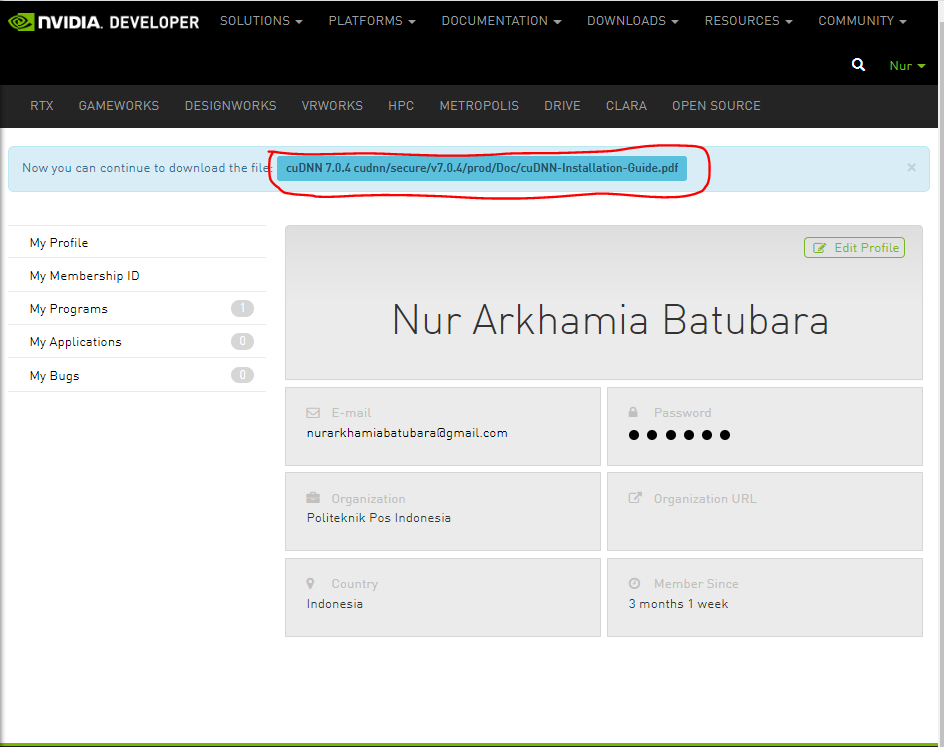 NVIDIA. DEVELOPER SOLUTIONS PLATFORMS DOCUMENTATION DOWNLOADS RESOURCES COMMUNITY
Nur
RTX GAMEWORKS DESIGNWORKS VRWORKS HPC METROPOLIS DRIVE CLARA OPEN SOURCE
Now you can continue to download the file: cuDNN 7.0.4 cudnn/secure/v7.0.4/prod/Doc/cuDNN-Installation-Guide.pdf ×
My Profile
My Membership ID
My Programs 1
My Applications 0
My Bugs 0
Edit Profile
Nur Arkhamia Batubara
E-mail
nurarkhamiabatubara@gmail.com
Password
Organization
Politeknik Pos Indonesia
Organization URL
Country
Indonesia
Member Since
3 months 1 week